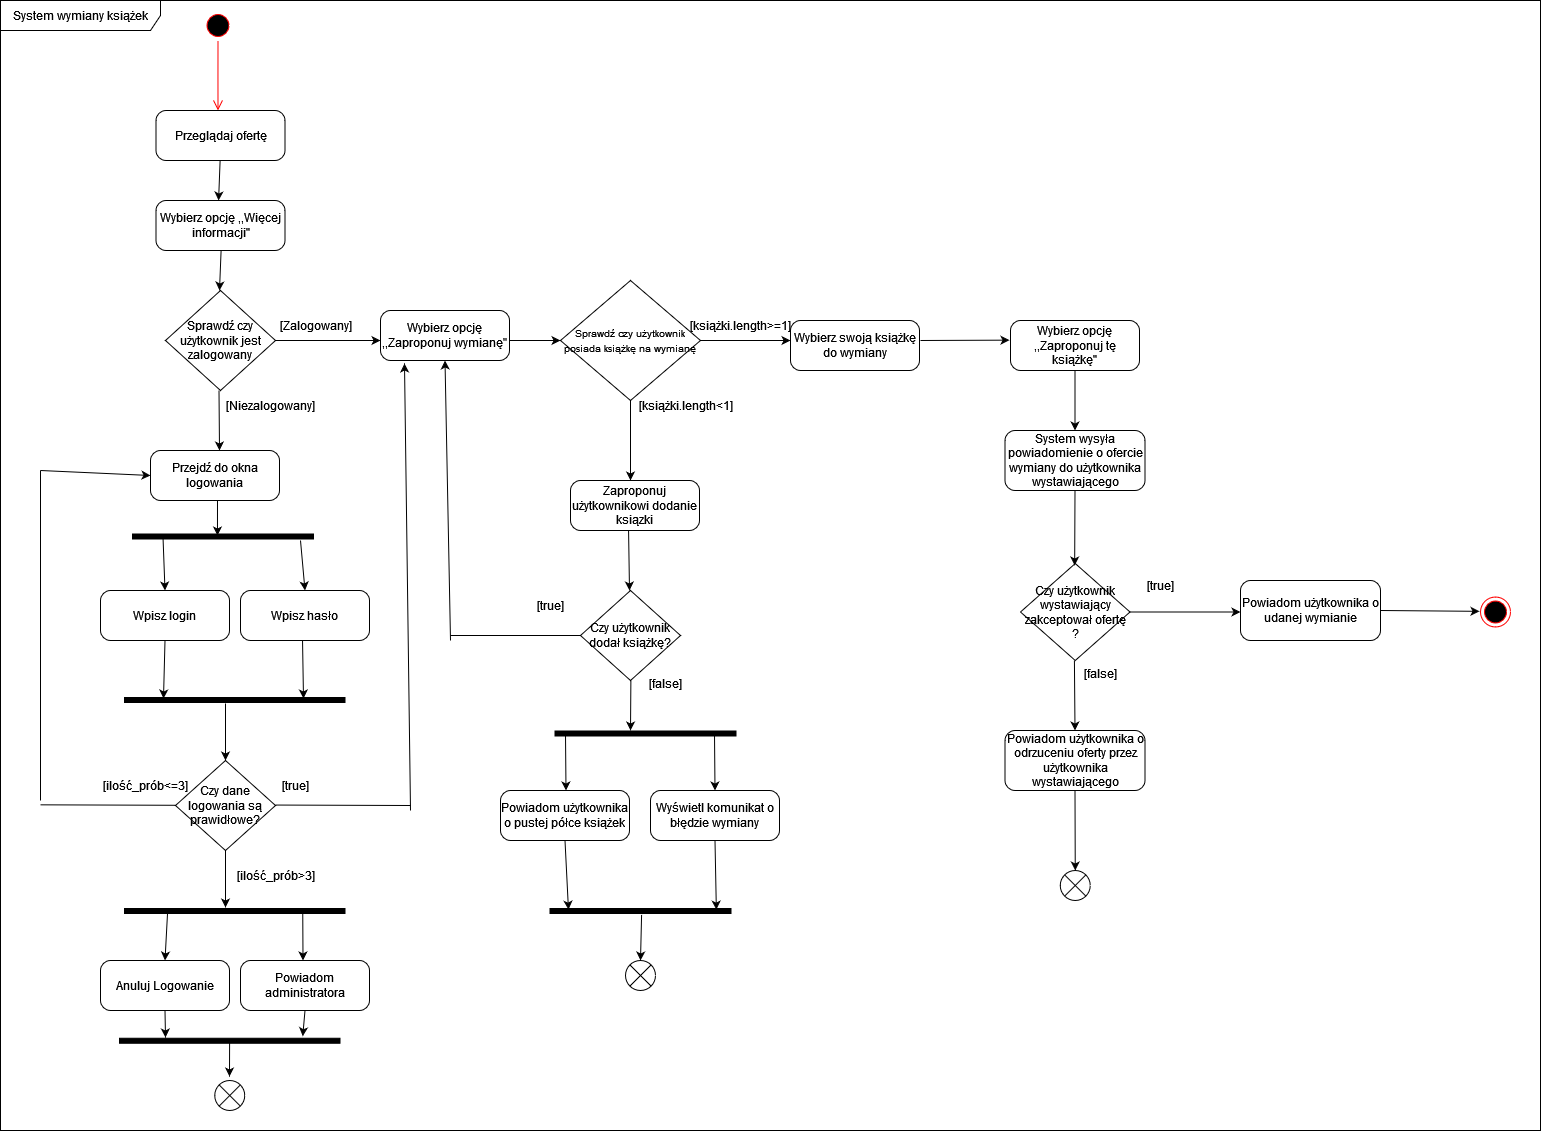 System wymiany książek
Przeglądaj ofertę
Wybierz opcję ,,Więcej
informacji"
Sprawdź czy
użytkownik jest
zalogowany
[Zalogowany]
[Niezalogowany]
Wybierz opcję
,,Zaproponuj wymianę"
Sprawdź czy użytkownik
posiada książkę na wymianę
[książki.length>=1]
[książki.length<1]
Wybierz swoją książkę
do wymiany
Wybierz opcję
,,Zaproponuj tę
książkę"
Przejdź do okna
logowania
Wpisz login
Wpisz hasło
Czy dane
logowania są
prawidłowe?
[ilość_prób<=3]
[true]
[ilość_prób>3]
Anuluj Logowanie
Powiadom
administratora
Zaproponuj
użytkownikowi dodanie
ksiązki
Czy użytkownik
dodał książkę?
[true]
[false]
Powiadom użytkownika
o pustej półce książek
Wyświetl komunikat o
błędzie wymiany
System wysyła
powiadomienie o ofercie
wymiany do użytkownika
wystawiającego
Czy użytkownik
wystawiający
zakceptował ofertę
?
[true]
[false]
Powiadom użytkownika o
udanej wymianie
Powiadom użytkownika o
odrzuceniu oferty przez
użytkownika
wystawiającego